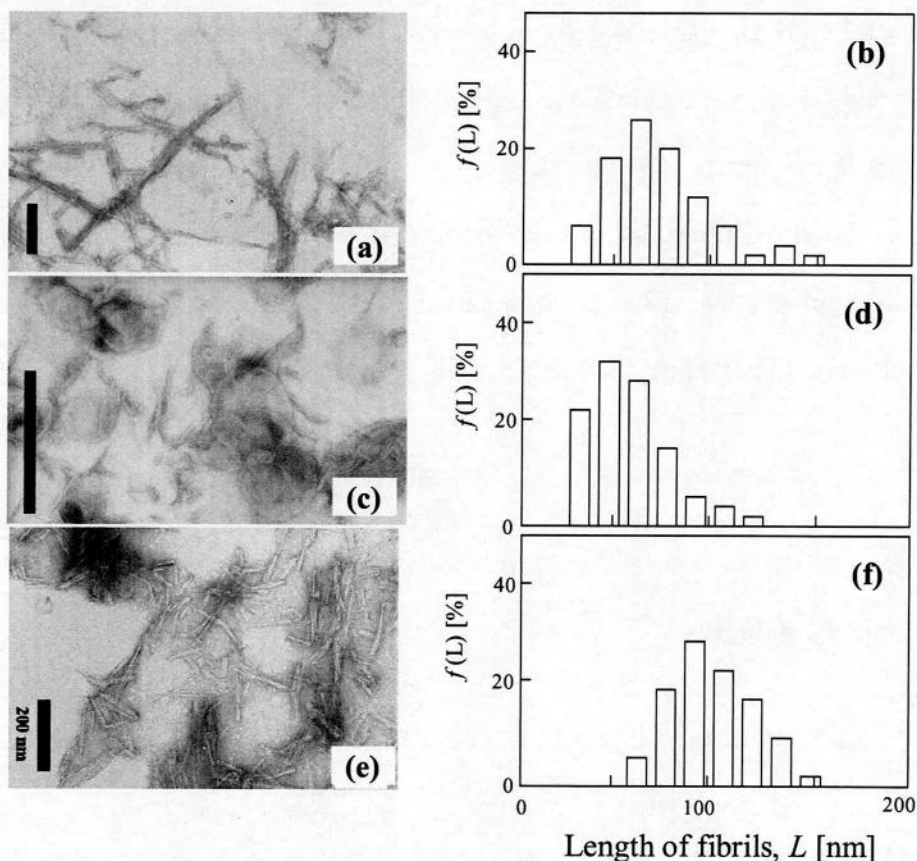 (a)
f(L) [%]
40
20
0
(b)
(c)
f(L) [%]
40
20
0
(d)
200 nm
(e)
f(L) [%]
40
20
0
(f)
0
100
200
Length of fibrils, L [nm]